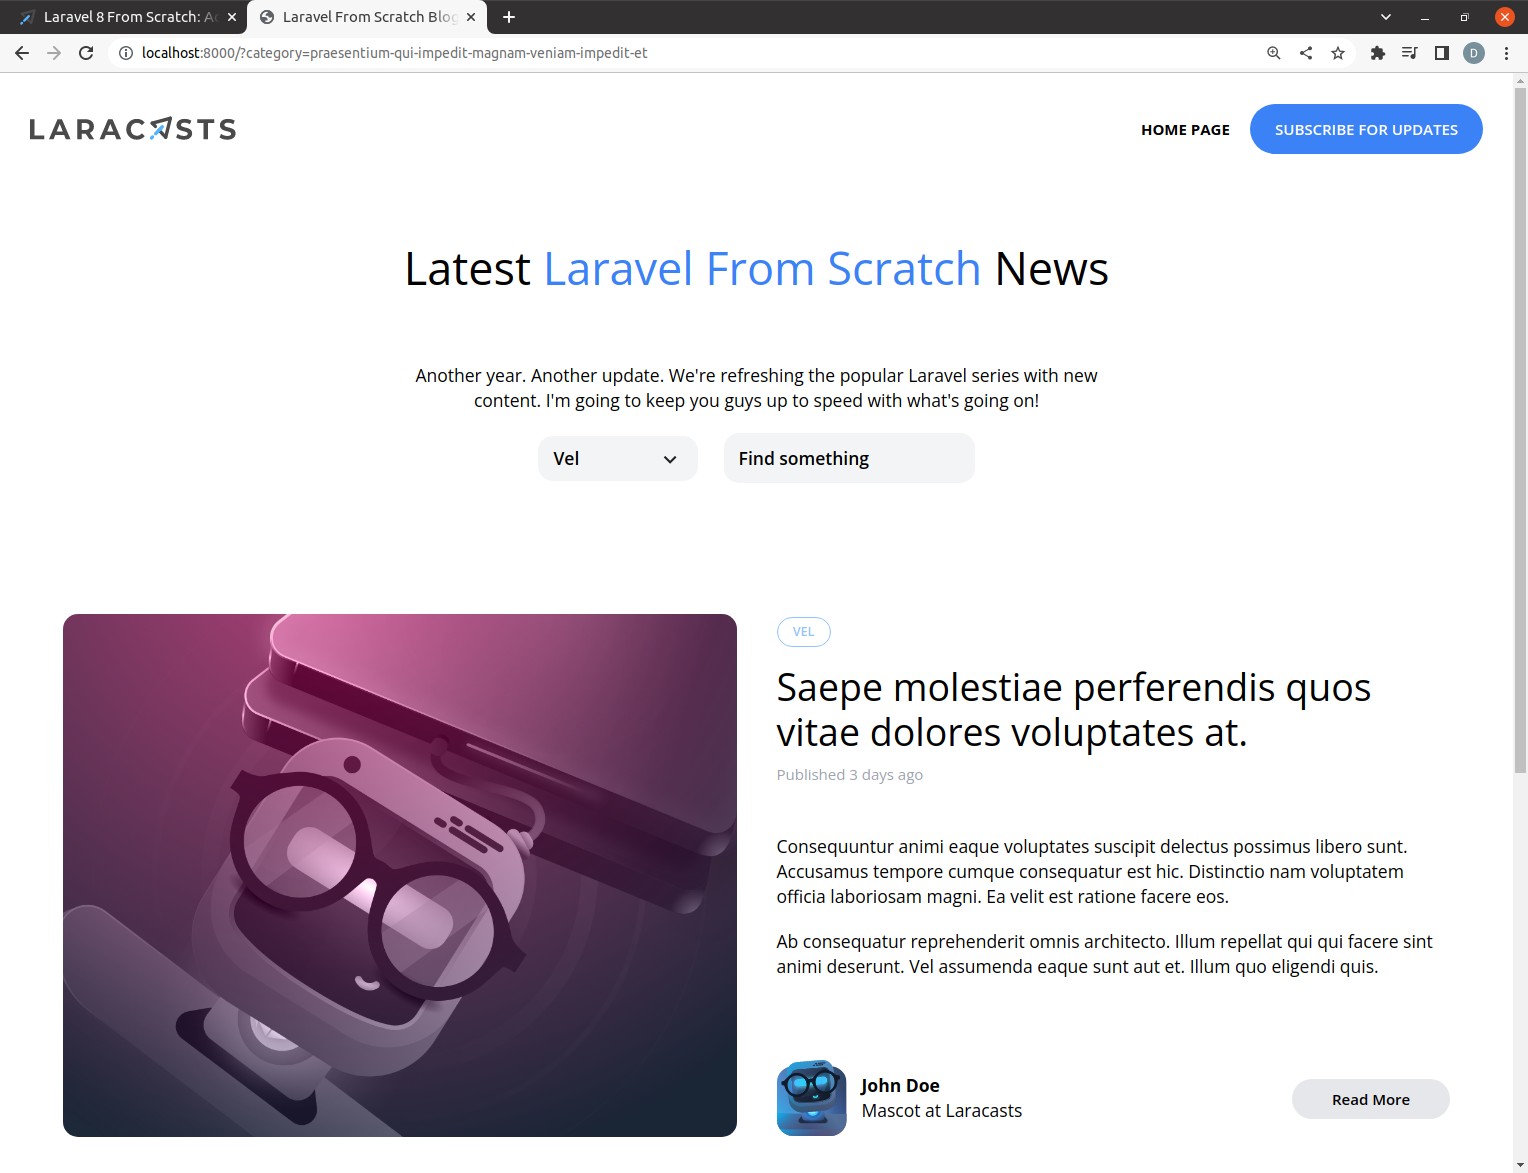 Laravel 8 From Scratch: Ac
Laravel From Scratch Blog
localhost:8000/?category=praesentium-qui-impedit-magnam-veniam-impedit-et
D
LARACASTS
HOME PAGE
SUBSCRIBE FOR UPDATES
Latest Laravel From Scratch News
Another year. Another update. We're refreshing the popular Laravel series with new
content. I'm going to keep you guys up to speed with what's going on!
Vel
Find something
VEL
Saepe molestiae perferendis quos
vitae dolores voluptates at.
Published 3 days ago
Consequuntur animi eaque voluptates suscipit delectus possimus libero sunt.
Accusamus tempore cumque consequatur est hic. Distinctio nam voluptatem
officia laboriosam magni. Ea velit est ratione facere eos.
Ab consequatur reprehenderit omnis architecto. Illum repellat qui qui facere sint
animi deserunt. Vel assumenda eaque sunt aut et. Illum quo eligendi quis.
John Doe
Mascot at Laracasts
Read More